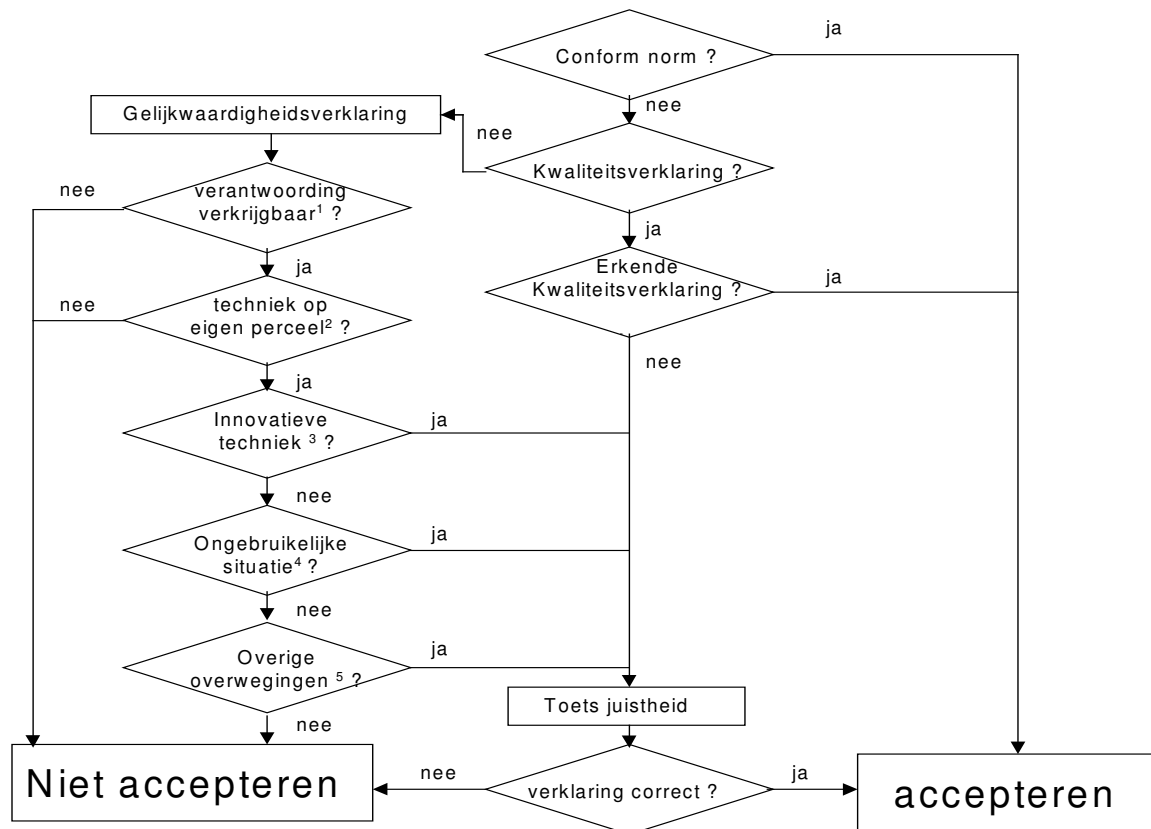 ja
Conform norm ?
nee
Gelijkwaardigheidsverklaring
nee
Kwaliteitsverklaring ?
nee
verantwoording
verkrijgbaar¹ ?
ja
ja
Erkende
Kwaliteitsverklaring ?
ja
nee
techniek op
eigen perceel² ?
nee
ja
Innovatieve
techniek ³ ?
ja
nee
Ongebruikelijke
situatie⁴ ?
ja
nee
Overige
overwegingen ⁵ ?
ja
nee
Toets juistheid
Niet accepteren
nee
verklaring correct ?
ja
accepteren